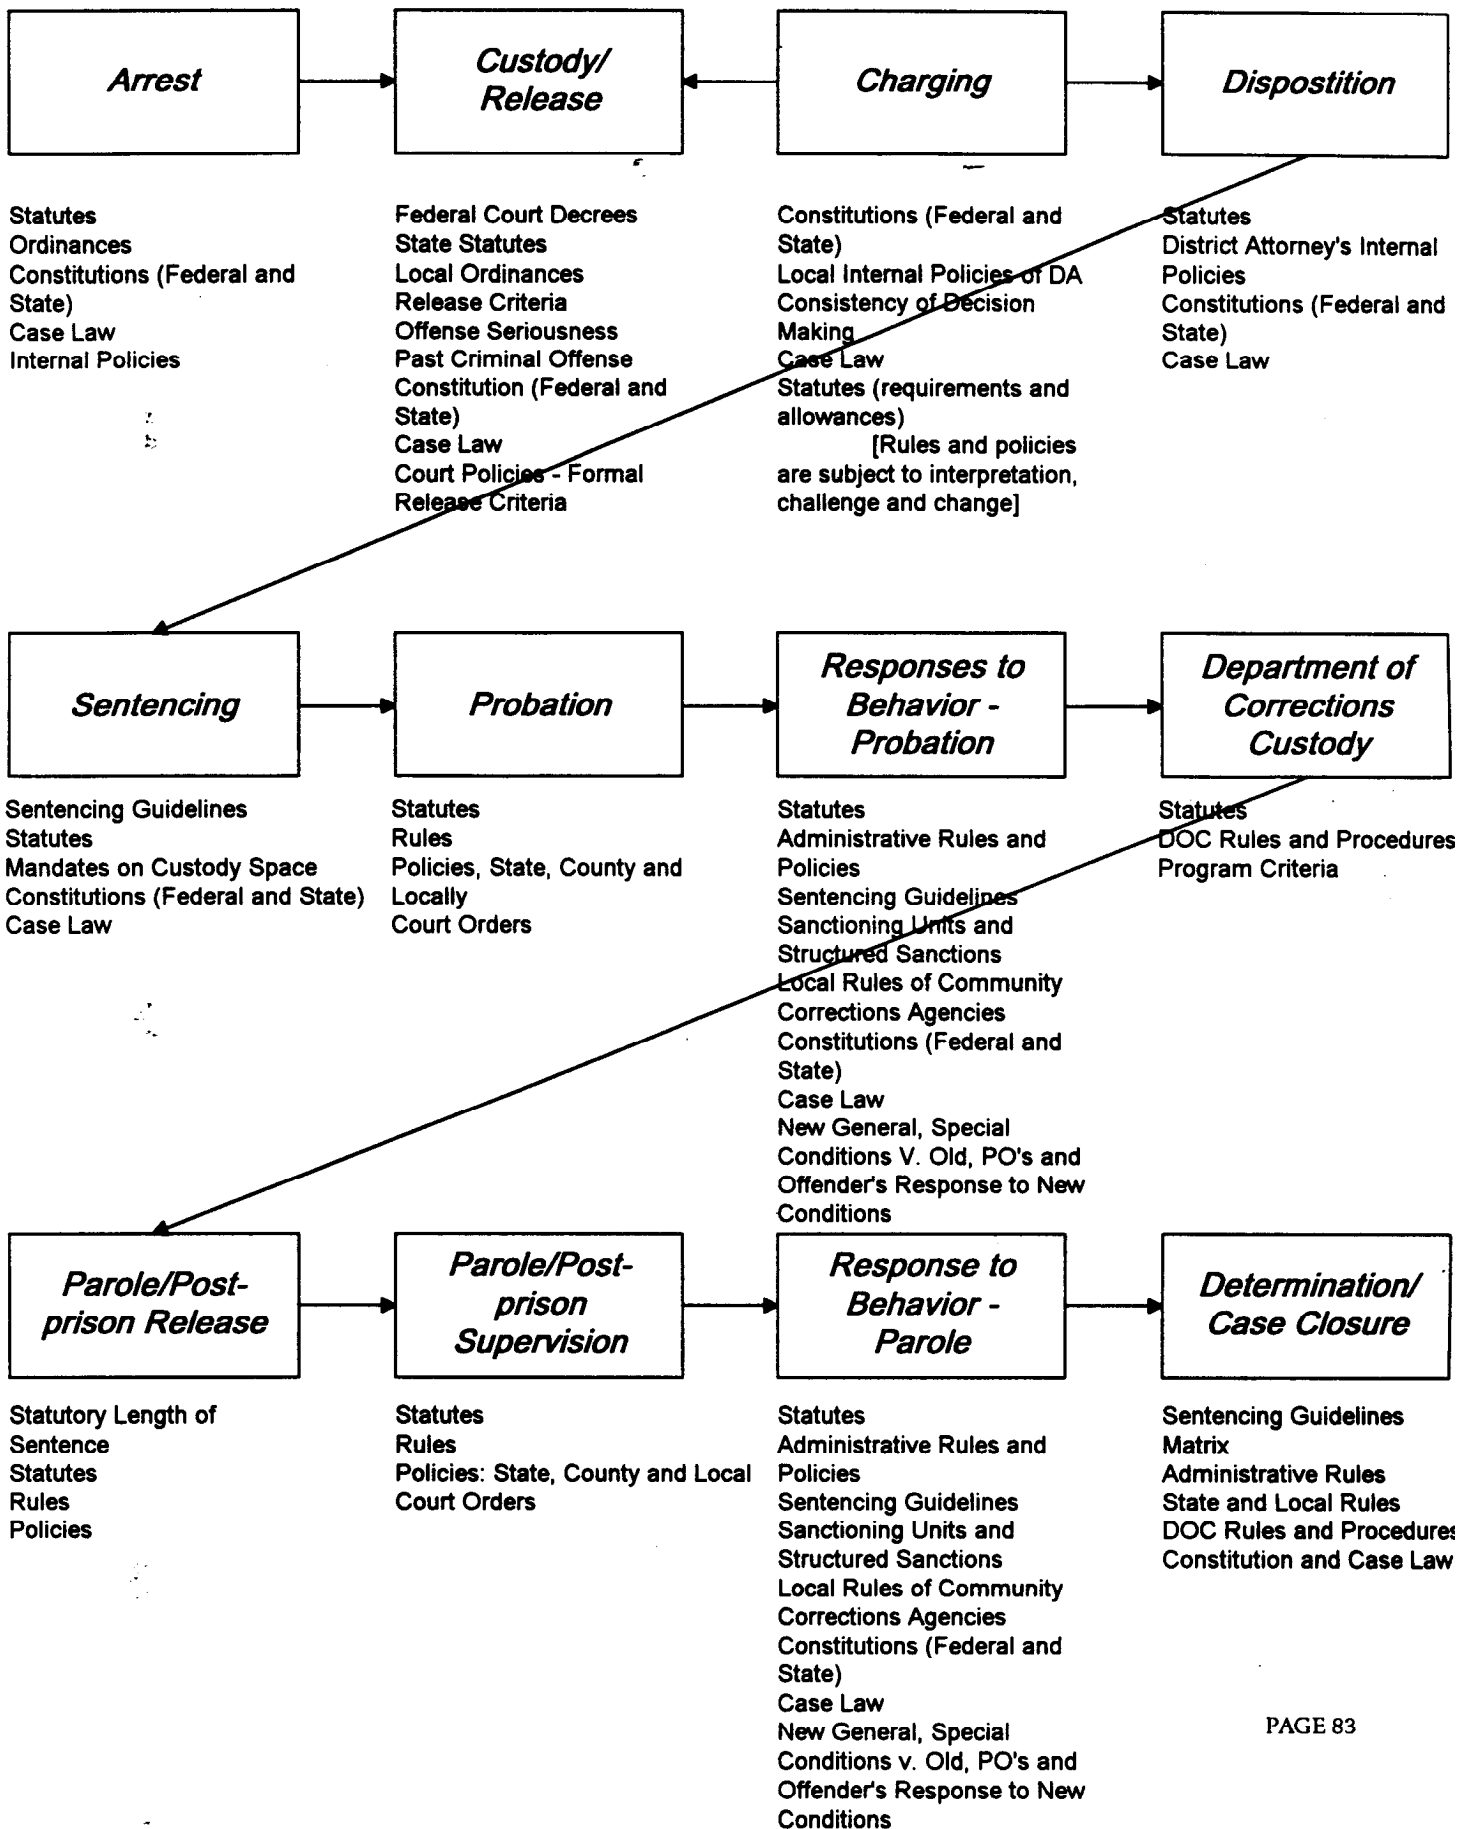 Arrest
Custody/
Release
Charging
Dispostition
Statutes
Ordinances
Constitutions (Federal and
State)
Case Law
Internal Policies
Federal Court Decrees
State Statutes
Local Ordinances
Release Criteria
Offense Seriousness
Past Criminal Offense
Constitution (Federal and
State)
Case Law
Court Policies - Formal
Release Criteria
Constitutions (Federal and
State)
Local Internal Policies of DA
Consistency of Decision
Making
Case Law
Statutes (requirements and
allowances)
[Rules and policies
are subject to interpretation,
challenge and change]
Statutes
District Attorney's Internal
Policies
Constitutions (Federal and
State)
Case Law
Sentencing
Probation
Responses to
Behavior -
Probation
Department of
Corrections
Custody
Sentencing Guidelines
Statutes
Mandates on Custody Space
Constitutions (Federal and State)
Case Law
Statutes
Rules
Policies, State, County and
Locally
Court Orders
Statutes
Administrative Rules and
Policies
Sentencing Guidelines
Sanctioning Units and
Structured Sanctions
Local Rules of Community
Corrections Agencies
Constitutions (Federal and
State)
Case Law
New General, Special
Conditions V. Old, PO's and
Offender's Response to New
Conditions
Statutes
DOC Rules and Procedures
Program Criteria
Parole/Post-
prison Release
Parole/Post-
prison
Supervision
Response to
Behavior -
Parole
Determination/
Case Closure
Statutory Length of
Sentence
Statutes
Rules
Policies
Statutes
Rules
Policies: State, County and Local
Court Orders
Statutes
Administrative Rules and
Policies
Sentencing Guidelines
Sanctioning Units and
Structured Sanctions
Local Rules of Community
Corrections Agencies
Constitutions (Federal and
State)
Case Law
New General, Special
Conditions v. Old, PO's and
Offender's Response to New
Conditions
Sentencing Guidelines
Matrix
Administrative Rules
State and Local Rules
DOC Rules and Procedures
Constitution and Case Law
PAGE 83